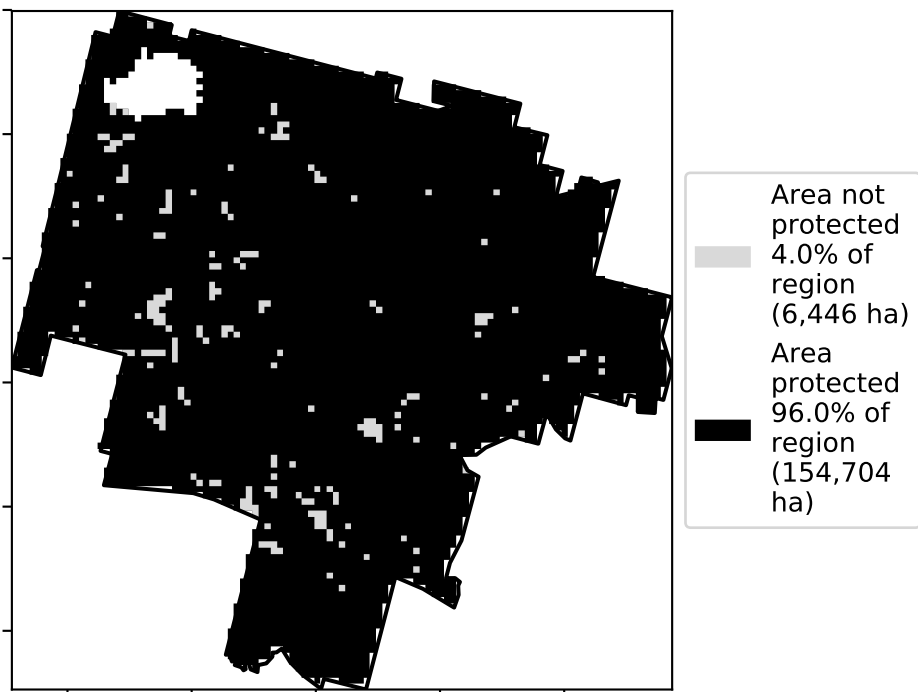 Area not
protected
4.0% of
region
(6,446 ha)
Area
protected
96.0% of
region
(154,704
ha)